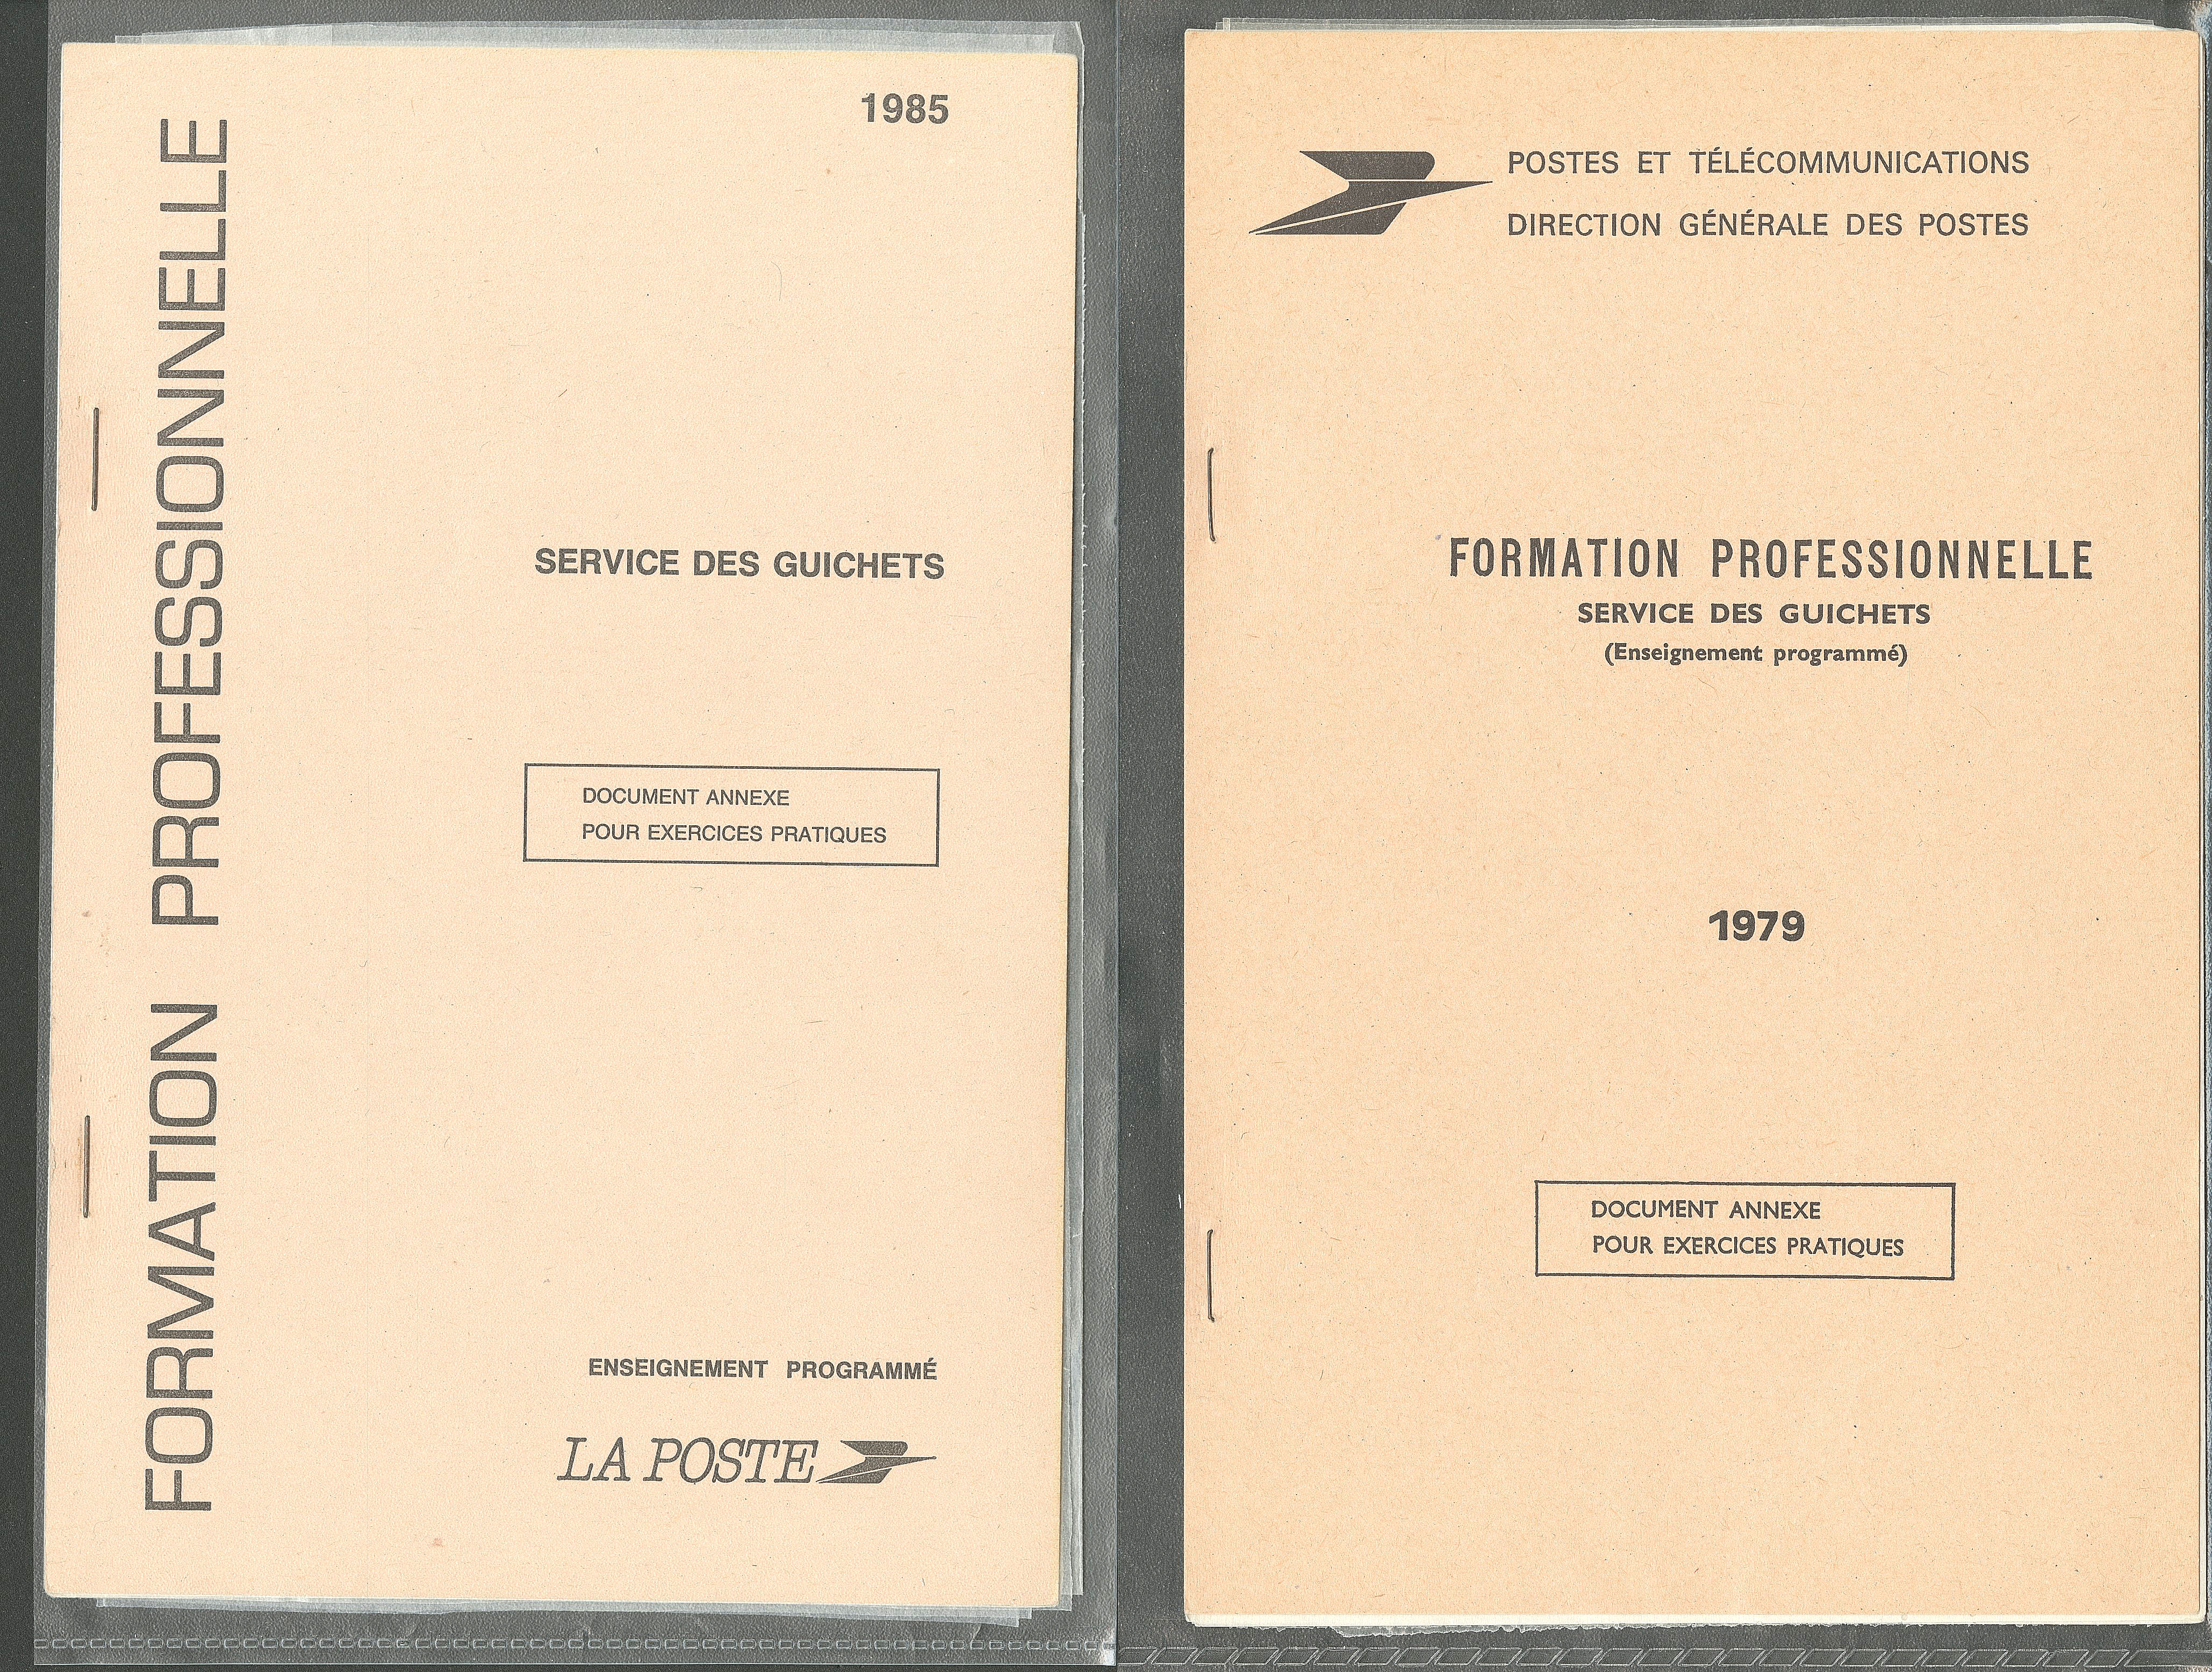 1985
FORMATION PROFESSIONNELLE
SERVICE DES GUICHETS
DOCUMENT ANNEXE
POUR EXERCICES PRATIQUES
ENSEIGNEMENT PROGRAMMÉ
LA POSTE
POSTES ET TÉLÉCOMMUNICATIONS
DIRECTION GÉNÉRALE DES POSTES
FORMATION PROFESSIONNELLE
SERVICE DES GUICHETS
(Enseignement programmé)
1979
DOCUMENT ANNEXE
POUR EXERCICES PRATIQUES